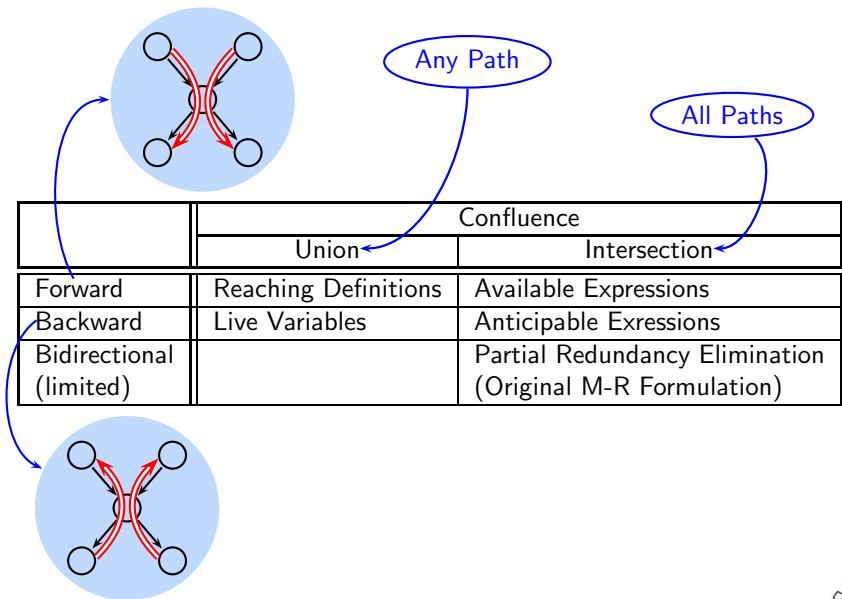 Any Path
All Paths
Confluence
Union
Intersection
Forward
Reaching Definitions
Available Expressions
Backward
Live Variables
Anticipable Exressions
Bidirectional
(limited)
Partial Redundancy Elimination
(Original M-R Formulation)